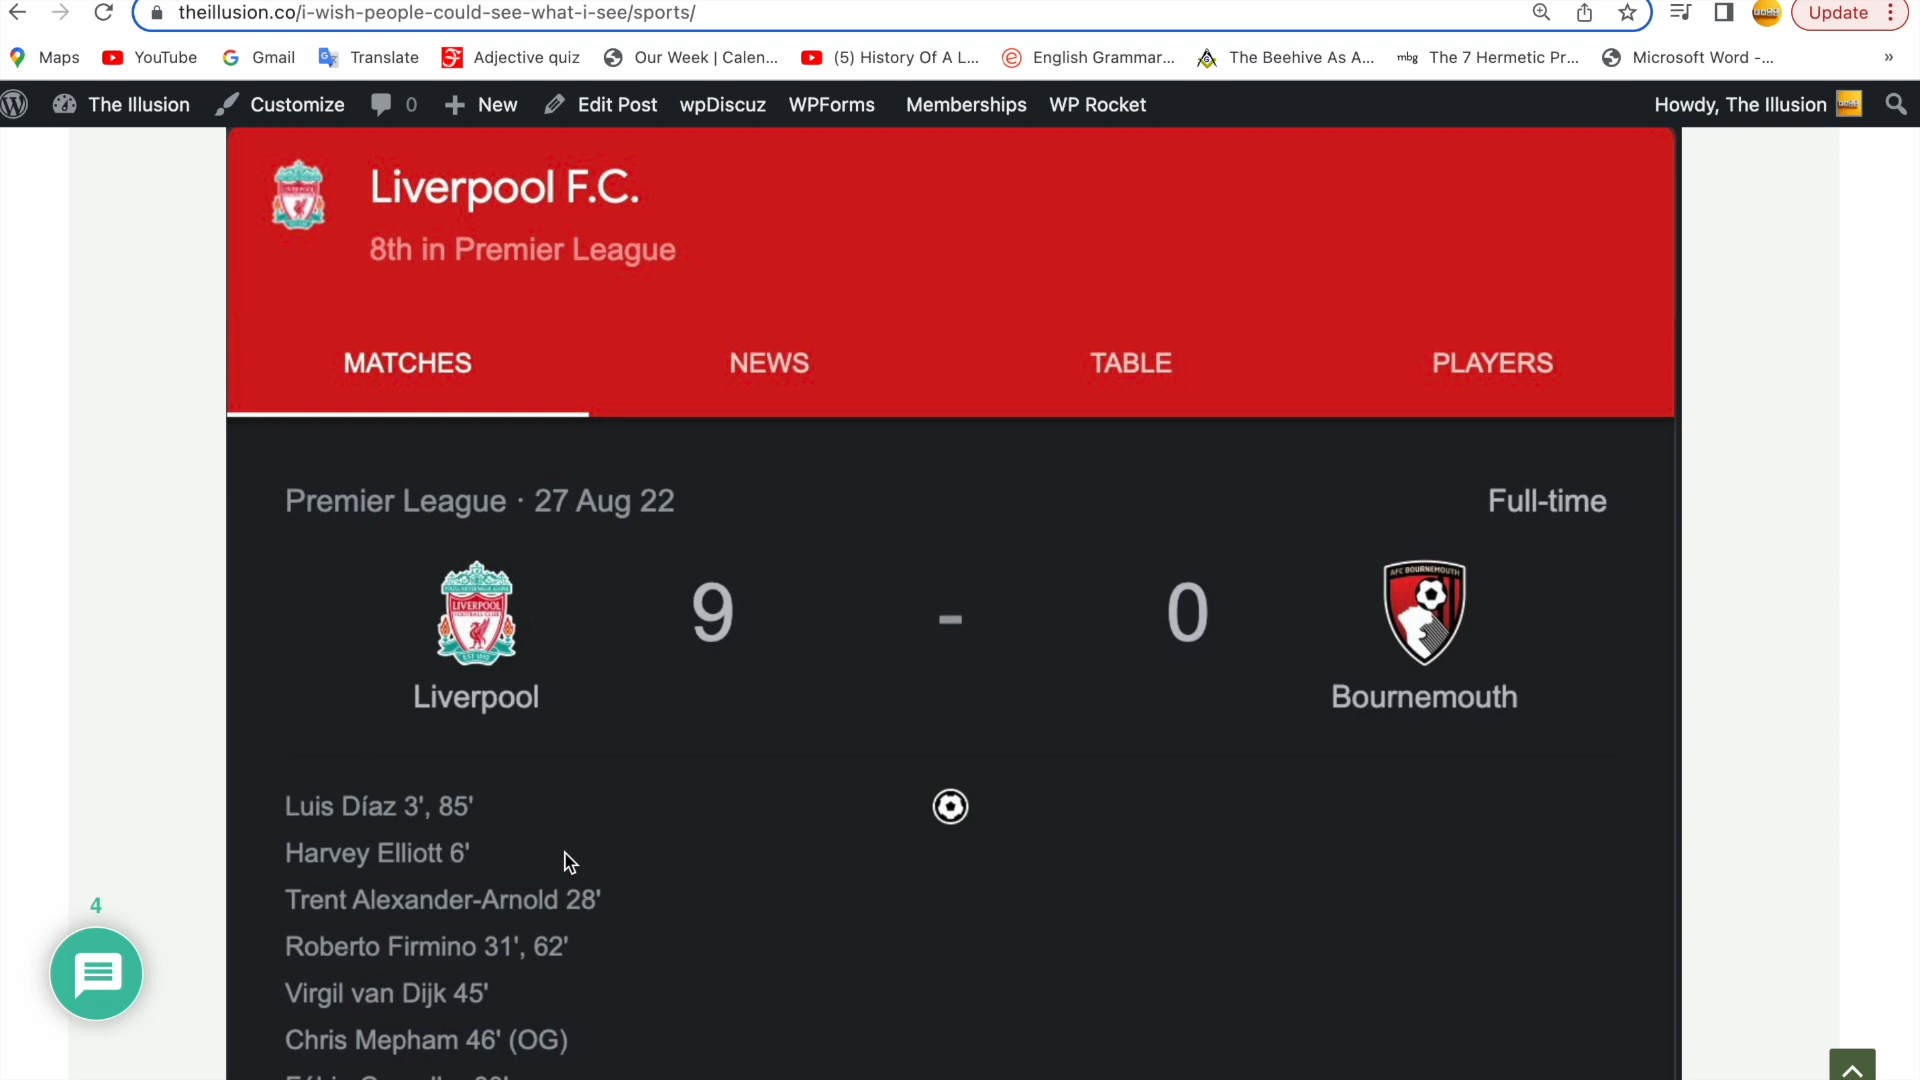 theillusion.co/i-wish-people-could-see-what-i-see/sports/
Update
Maps YouTube Gmail Translate Adjective quiz Our Week | Calen... (5) History Of A L... English Grammar... The Beehive As A... mbg The 7 Hermetic Pr... Microsoft Word -... »
The Illusion Customize 0 New Edit Post wpDiscuz WPForms Memberships WP Rocket Howdy, The Illusion
Liverpool F.C.
8th in Premier League
MATCHES NEWS TABLE PLAYERS
Premier League · 27 Aug 22 Full-time
LIVERPOOL
AFC BOURNEMOUTH
9 - 0
Liverpool Bournemouth
Luis Díaz 3', 85'
Harvey Elliott 6'
Trent Alexander-Arnold 28'
Roberto Firmino 31', 62'
Virgil van Dijk 45'
Chris Mepham 46' (OG)
4